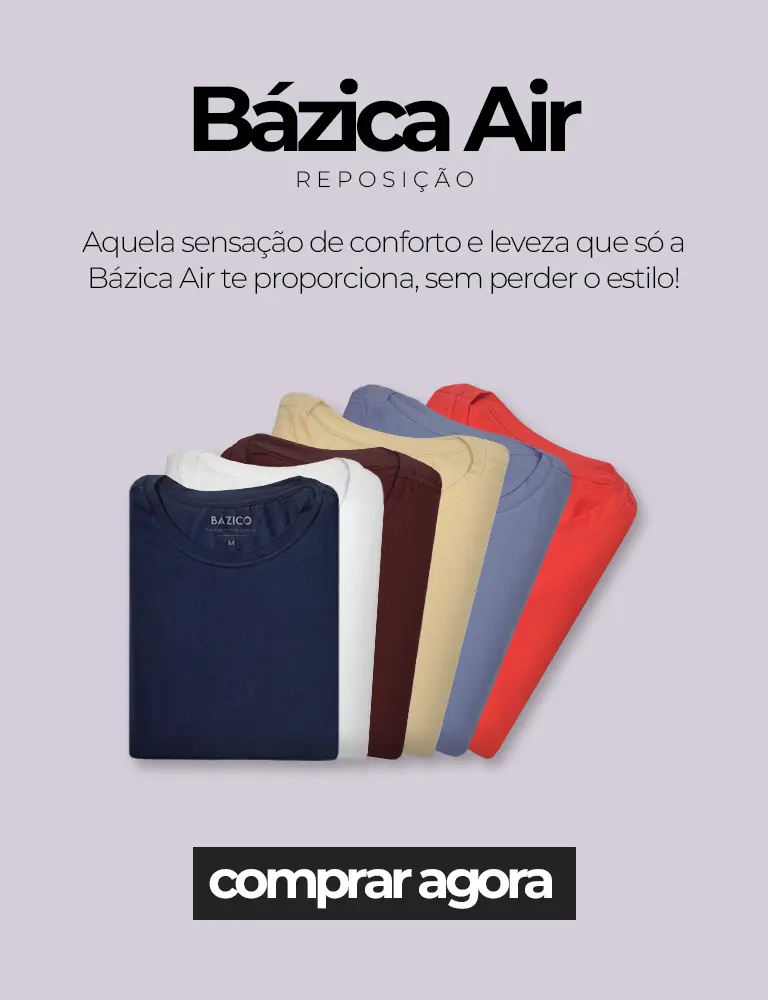 Bázica Air
REPOSIÇÃO
Aquela sensação de conforto e leveza que só a
Bázica Air te proporciona, sem perder o estilo!
BÁZICO
M
comprar agora